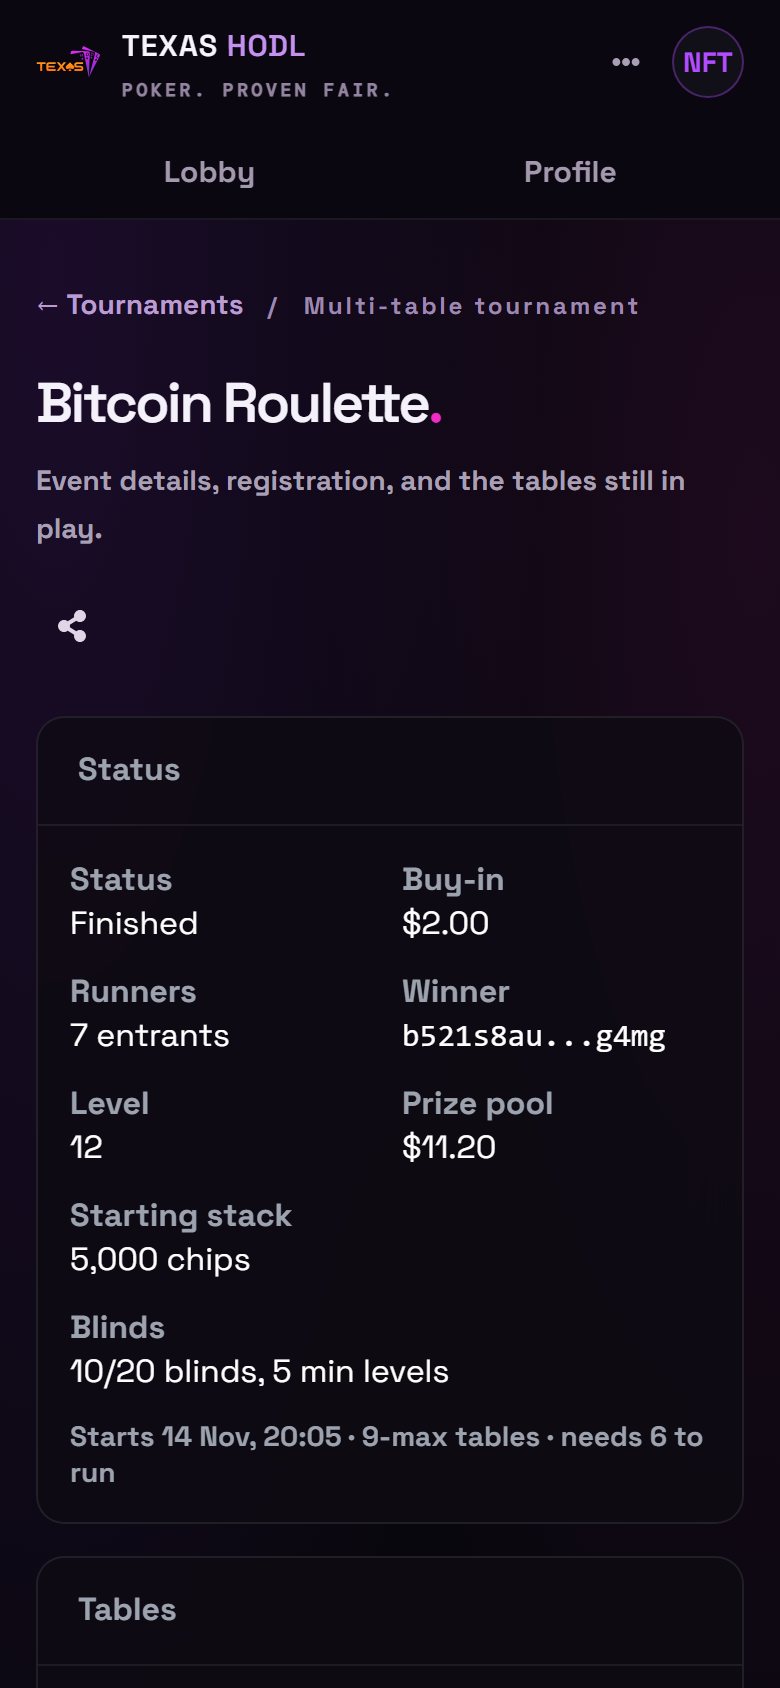 TEXAS
TEXAS HODL
POKER. PROVEN FAIR.
•••
NFT
Lobby
Profile
← Tournaments / Multi-table tournament
Bitcoin Roulette.
Event details, registration, and the tables still in
play.
Status
Status
Buy-in
Finished
$2.00
Runners
Winner
7 entrants
b521s8au...g4mg
Level
Prize pool
12
$11.20
Starting stack
5,000 chips
Blinds
10/20 blinds, 5 min levels
Starts 14 Nov, 20:05 · 9-max tables · needs 6 to
run
Tables